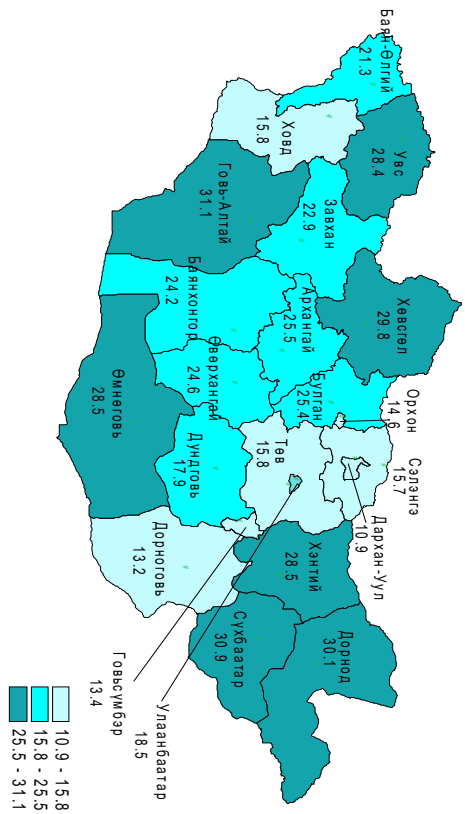 Баян-Өлгий
21.3
Увс
28.4
Ховд
15.8
Завхан
22.9
Говь-Алтай
31.1
Хөвсгөл
29.8
Архангай
25.5
Баянхонгор
24.2
Булган
25.4
Өвөрхангай
24.6
Өмнөговь
28.5
Орхон
14.6
Сэлэнгэ
15.7
Дархан-Уул
10.9
Төв
15.8
Дундговь
17.9
Дорноговь
13.2
Хэнтий
28.5
Дорнод
30.1
Сүхбаатар
30.9
Улаанбаатар
18.5
Говьсүмбэр
13.4
10.9 - 15.8
15.8 - 25.5
25.5 - 31.1